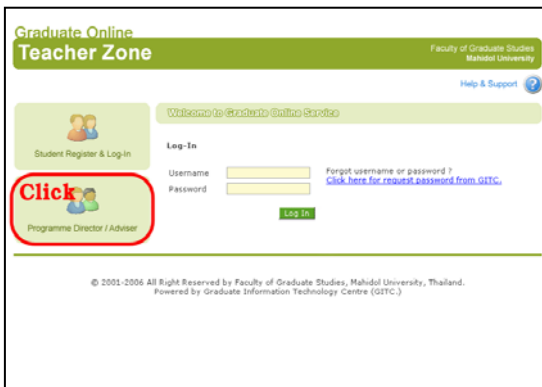 Graduate Online
Teacher Zone
Faculty of Graduate Studies
Mahidol University
Help & Support
Welcome to Graduate Online Service
Student Register & Log-in
Log-In
Username
Forgot username or password ?
Click here for request password from GITC.
Password
Log In
Click
Programme Director / Adviser
© 2001-2006 All Right Reserved by Faculty of Graduate Studies, Mahidol University, Thailand.
Powered by Graduate Information Technology Centre (GITC.)